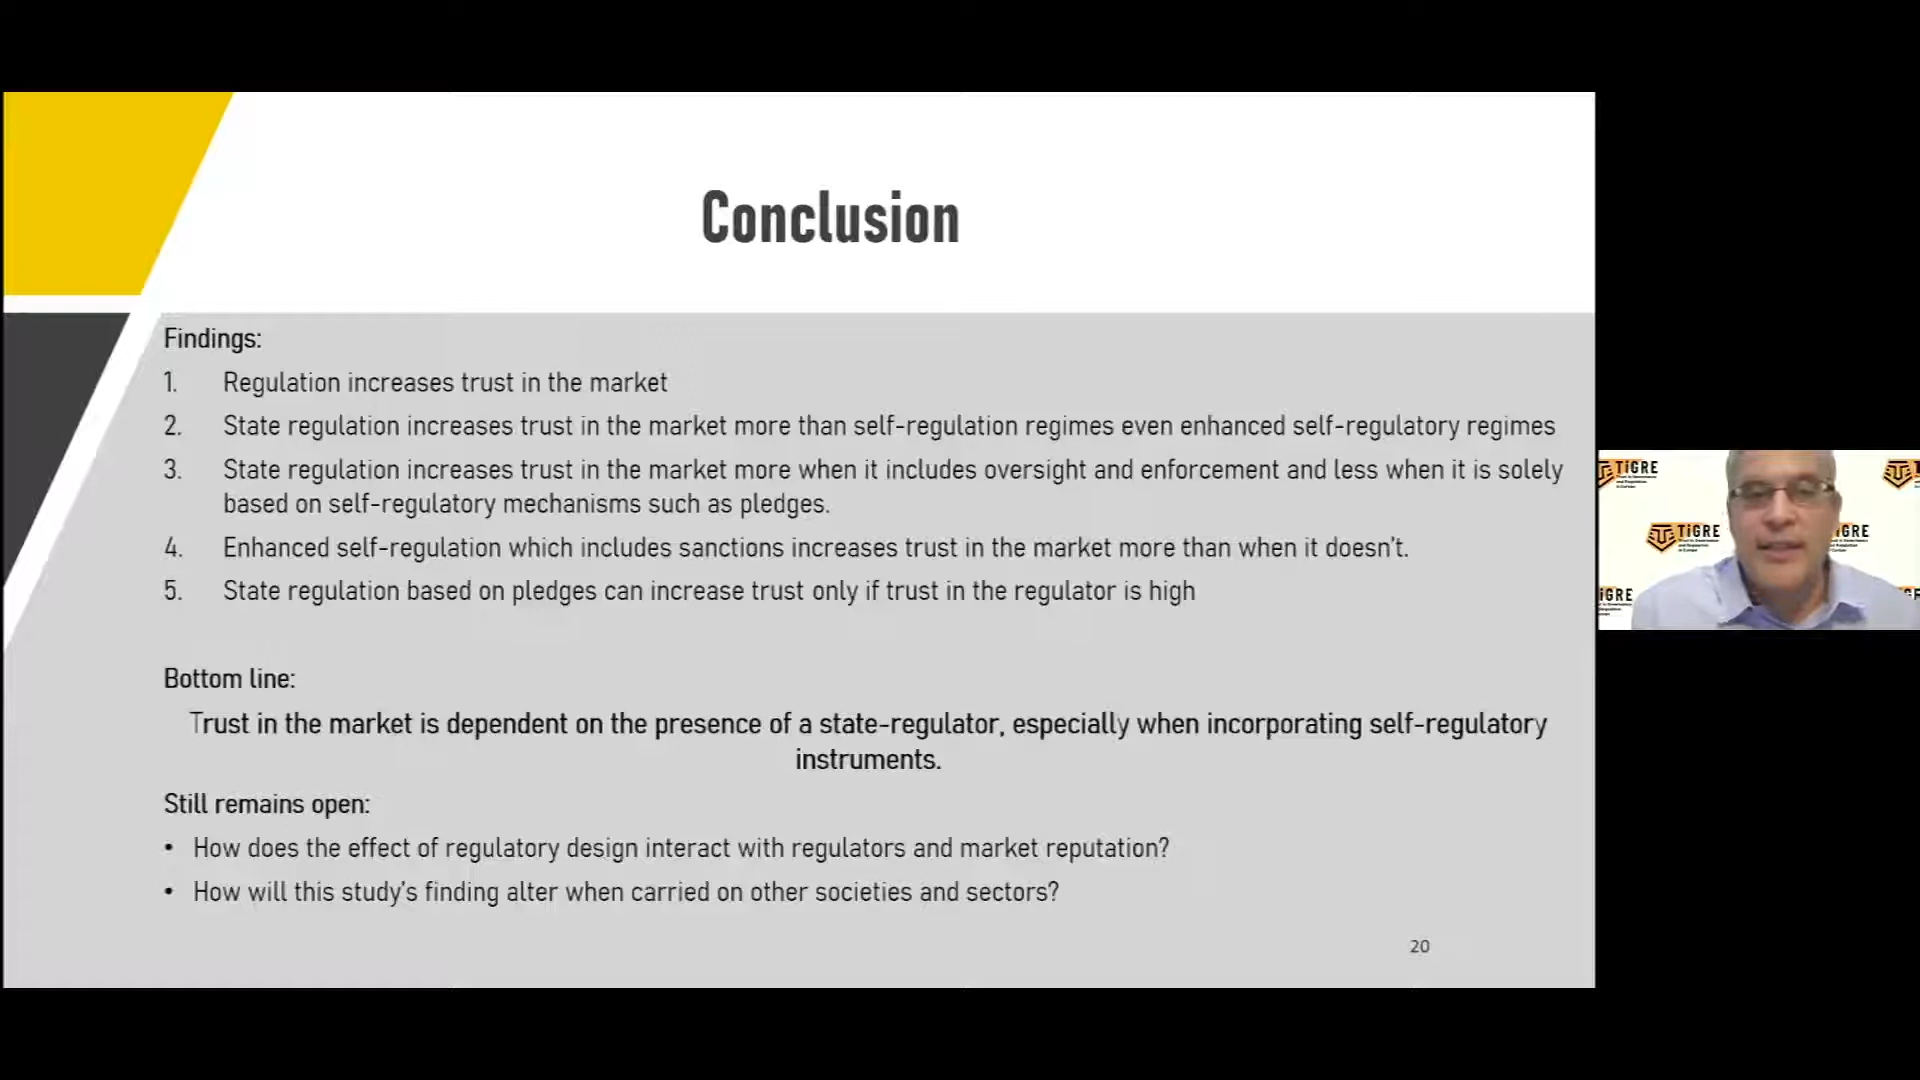 Conclusion
Findings:
1. Regulation increases trust in the market
2. State regulation increases trust in the market more than self-regulation regimes even enhanced self-regulatory regimes
3. State regulation increases trust in the market more when it includes oversight and enforcement and less when it is solely
based on self-regulatory mechanisms such as pledges.
4. Enhanced self-regulation which includes sanctions increases trust in the market more than when it doesn't.
5. State regulation based on pledges can increase trust only if trust in the regulator is high
Bottom line:
Trust in the market is dependent on the presence of a state-regulator, especially when incorporating self-regulatory
instruments.
Still remains open:
• How does the effect of regulatory design interact with regulators and market reputation?
• How will this study's finding alter when carried on other societies and sectors?
20
TiGRE
TiGRE